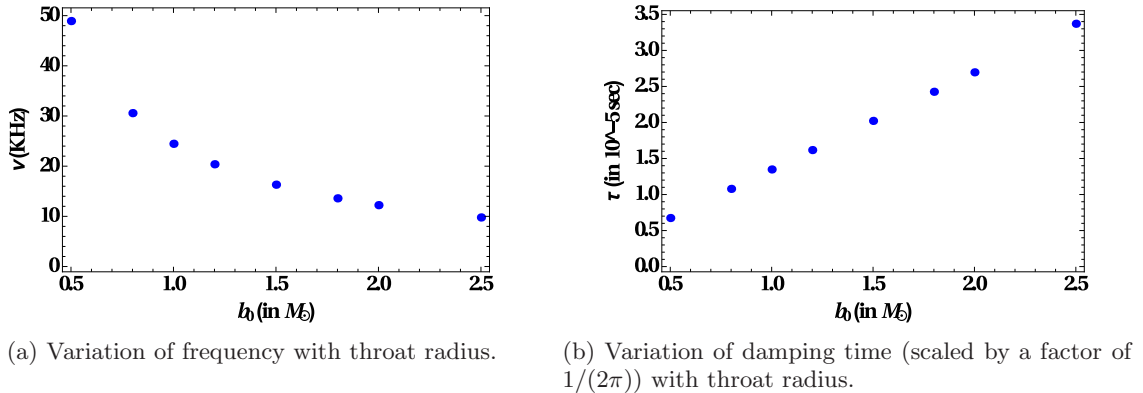 50
40
30
20
10
0
ν (KHz)
0.5 1.0 1.5 2.0 2.5
b₀ (in M☉)
3.5
3.0
2.5
2.0
1.5
1.0
0.5
0.0
τ (in 10^-5sec)
0.5 1.0 1.5 2.0 2.5
b₀ (in M☉)
(a) Variation of frequency with throat radius.
(b) Variation of damping time (scaled by a factor of
1/(2π)) with throat radius.